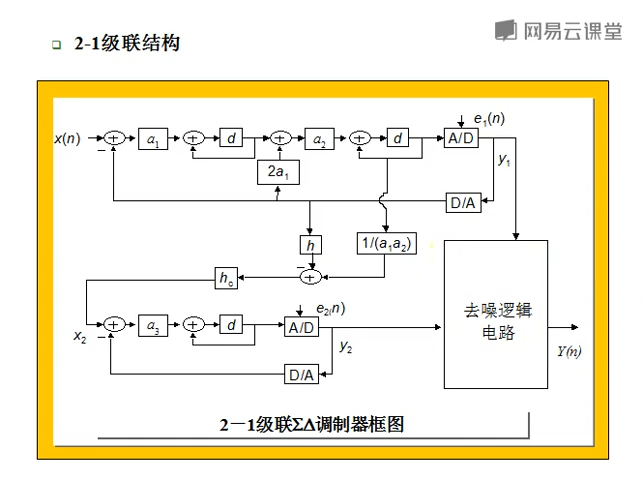 网易云课堂
2-1级联结构
x(n)
+
a1
+
d
+
a2
+
d
A/D
e1(n)
−
2a1
y1
D/A
h
1/(a1a2)
−
+
hc
去噪逻辑
电路
e2(n)
+
a3
+
d
A/D
x2
−
y2
Y(n)
D/A
2－1级联ΣΔ调制器框图